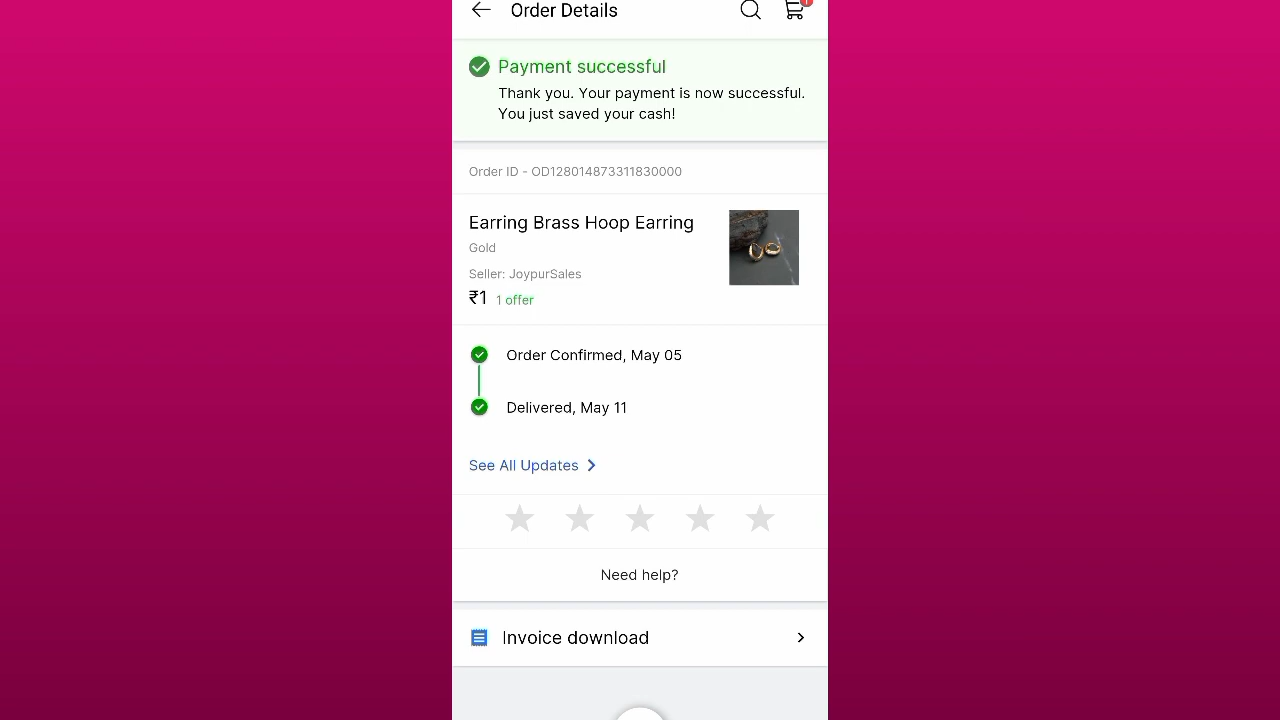 Order Details
Payment successful
Thank you. Your payment is now successful.
You just saved your cash!
Order ID - OD128014873311830000
Earring Brass Hoop Earring
Gold
Seller: JoypurSales
₹1 1 offer
Order Confirmed, May 05
Delivered, May 11
See All Updates
Need help?
Invoice download